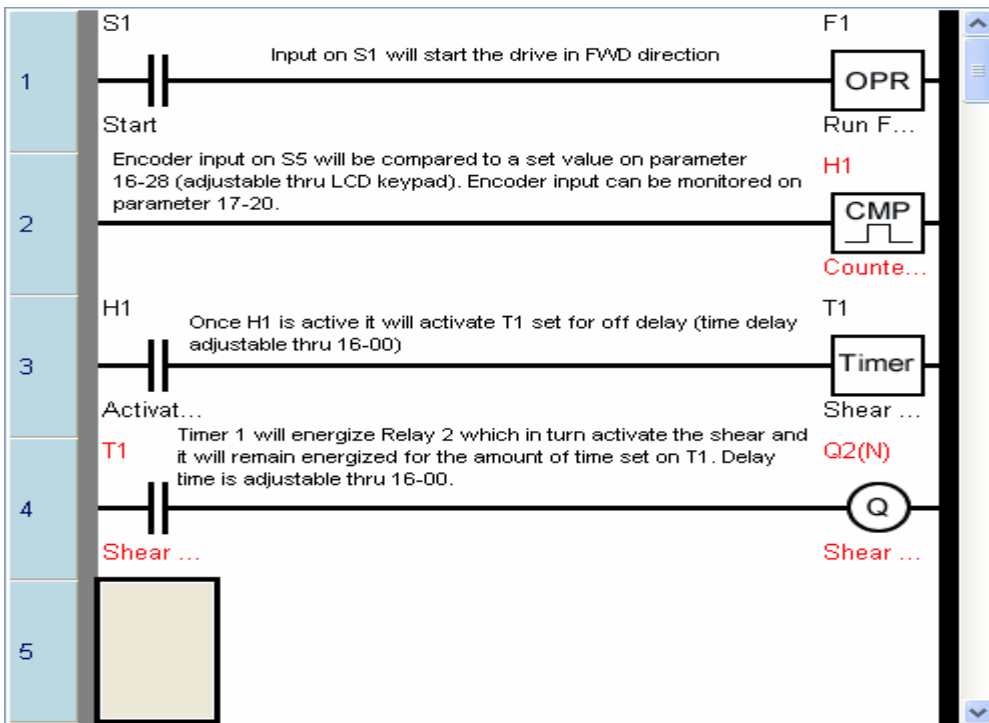 S1
F1
Input on S1 will start the drive in FWD direction
1
OPR
Start
Run F...
Encoder input on S5 will be compared to a set value on parameter
16-28 (adjustable thru LCD keypad). Encoder input can be monitored on
parameter 17-20.
H1
2
CMP
Counte...
H1
T1
Once H1 is active it will activate T1 set for off delay (time delay
adjustable thru 16-00)
3
Timer
Activat...
Shear ...
Timer 1 will energize Relay 2 which in turn activate the shear and
it will remain energized for the amount of time set on T1. Delay
time is adjustable thru 16-00.
T1
Q2(N)
4
Q
Shear ...
Shear ...
5